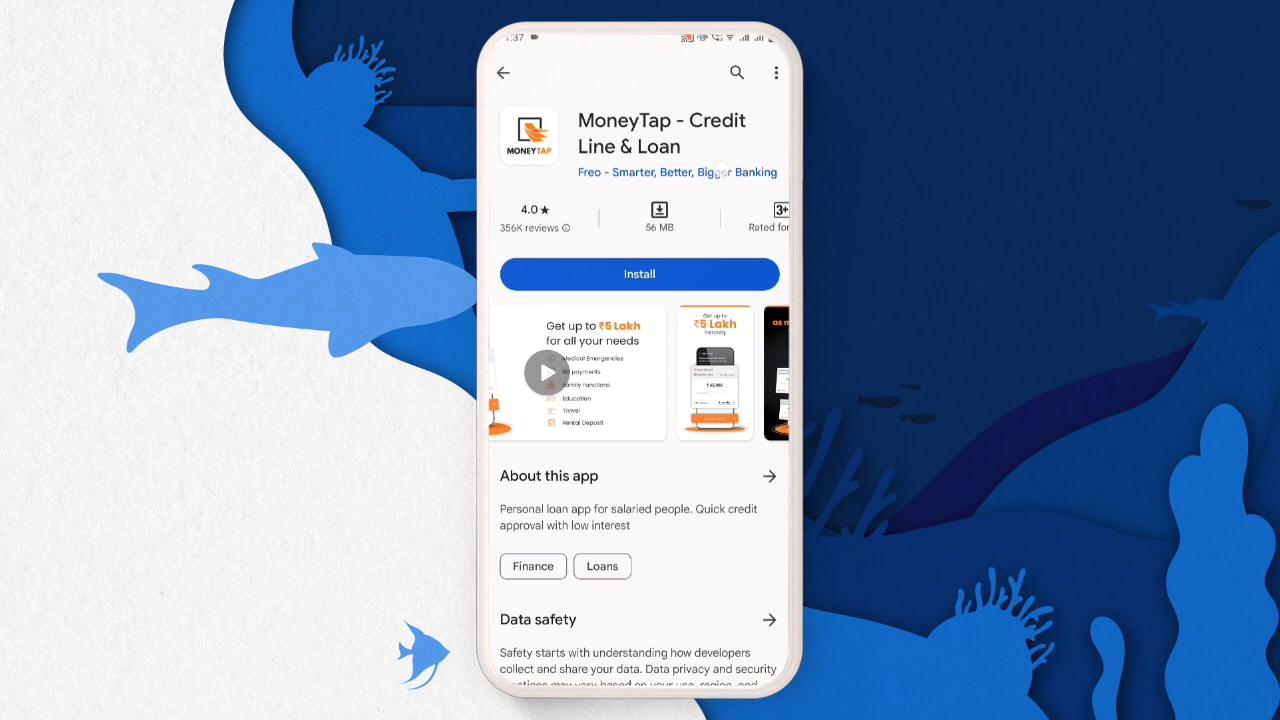 1:37
MoneyTap - Credit
Line & Loan
MONEYTAP
Freo - Smarter, Better, Bigger Banking
4.0★
3+
356K reviews
56 MB
Rated for
Install
Get up to ₹5 Lakh
for all your needs
Medical Emergencies
Bill payments
Family Functions
Education
Travel
Rental Deposit
Get up to
₹5 Lakh
instantly
as m
About this app
Personal loan app for salaried people. Quick credit
approval with low interest
Finance
Loans
Data safety
Safety starts with understanding how developers
collect and share your data. Data privacy and security